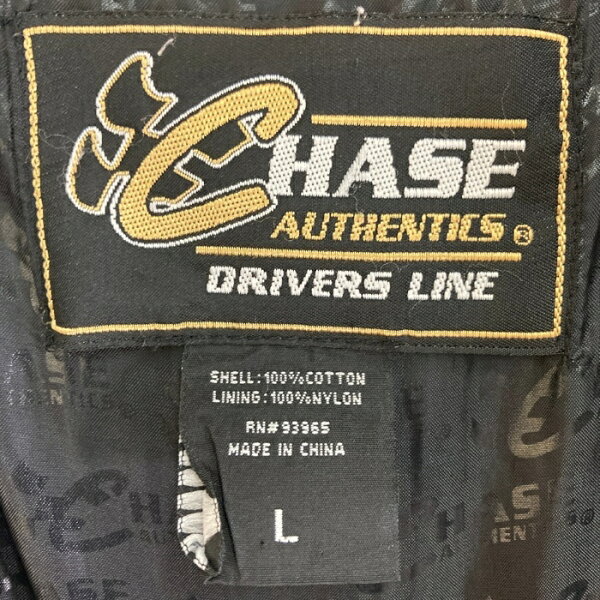 CHASE
AUTHENTICS®
DRIVERS LINE
SHELL:100%COTTON
LINING:100%NYLON
RN#93965
MADE IN CHINA
L